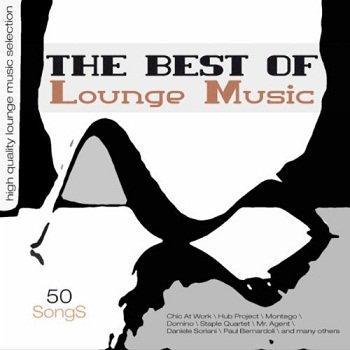 high quality lounge music selection
THE BEST OF
Lounge Music
50
SongS
Chic At Work \ Hub Project \ Montego \
Domino \ Staple Quartet \ Mr. Agent \
Daniele Soriani \ Paul Bernardoli \ and many others